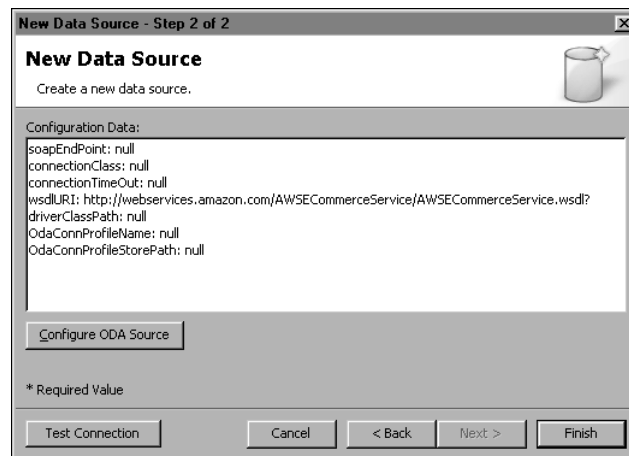 New Data Source - Step 2 of 2
New Data Source
Create a new data source.
Configuration Data:
soapEndPoint: null
connectionClass: null
connectionTimeOut: null
wsdlURI: http://webservices.amazon.com/AWSECommerceService/AWSECommerceService.wsdl?
driverClassPath: null
OdaConnProfileName: null
OdaConnProfileStorePath: null
Configure ODA Source
* Required Value
Test Connection Cancel < Back Next > Finish